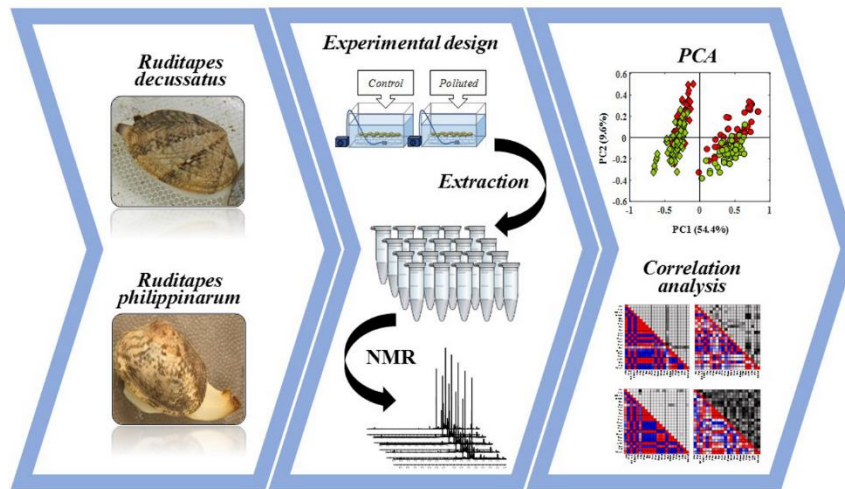 Ruditapes
decussatus
Ruditapes
philippinarum
Experimental design
Control
Polluted
Extraction
NMR
PCA
0.6
0.4
0.2
0
-0.2
-0.4
-0.6
-1
-0.5
0
0.5
1
PC2 (9.6%)
PC1 (54.4%)
Correlation
analysis